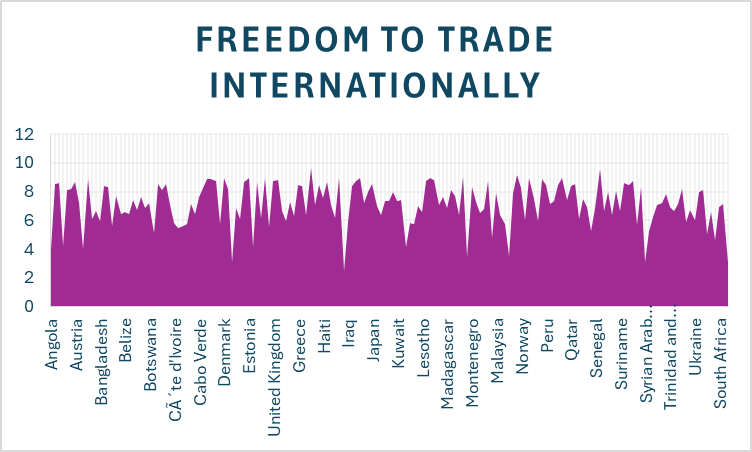 FREEDOM TO TRADE
INTERNATIONALLY
12
10
8
6
4
2
0
Angola
Austria
Bangladesh
Belize
Botswana
CÃ´te d'Ivoire
Cabo Verde
Denmark
Estonia
United Kingdom
Greece
Haiti
Iraq
Japan
Kuwait
Lesotho
Madagascar
Montenegro
Malaysia
Norway
Peru
Qatar
Senegal
Suriname
Syrian Arab…
Trinidad and…
Ukraine
South Africa